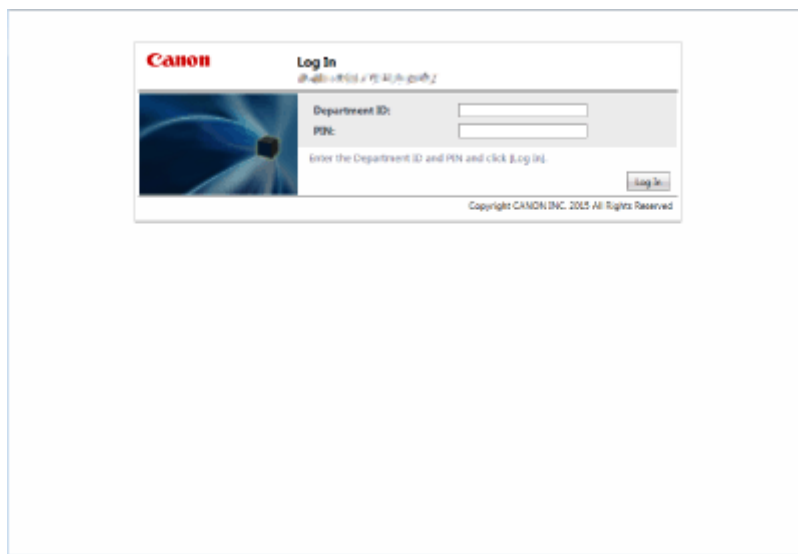 Canon
Log In
Department ID:
PIN:
Enter the Department ID and PIN and click [Log In].
Log In
Copyright CANON INC. 2015 All Rights Reserved